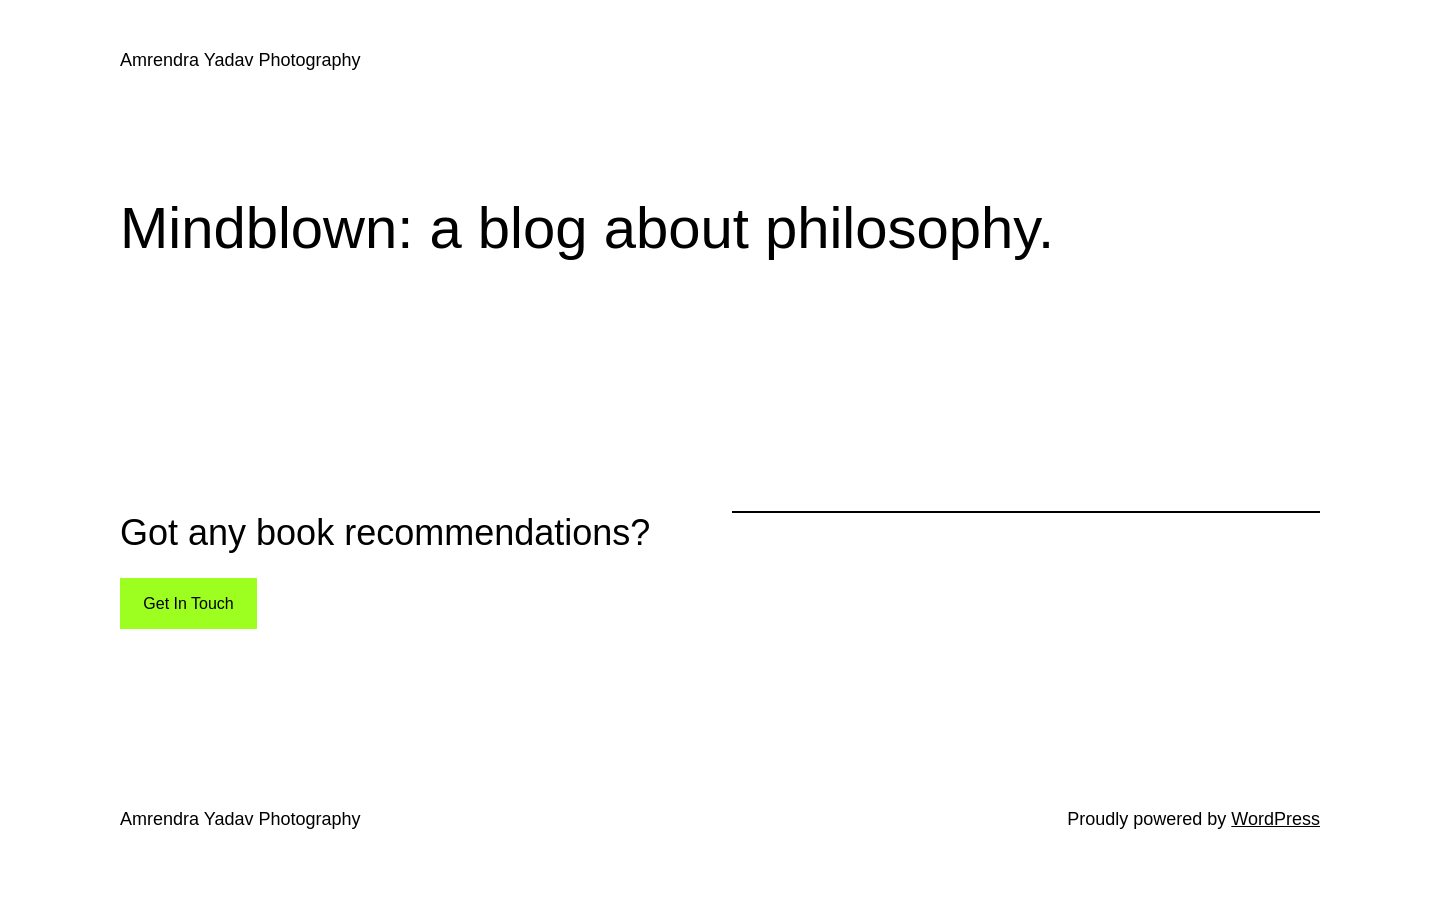 Amrendra Yadav Photography
Mindblown: a blog about philosophy.
Got any book recommendations?
Get In Touch
Amrendra Yadav Photography
Proudly powered by WordPress